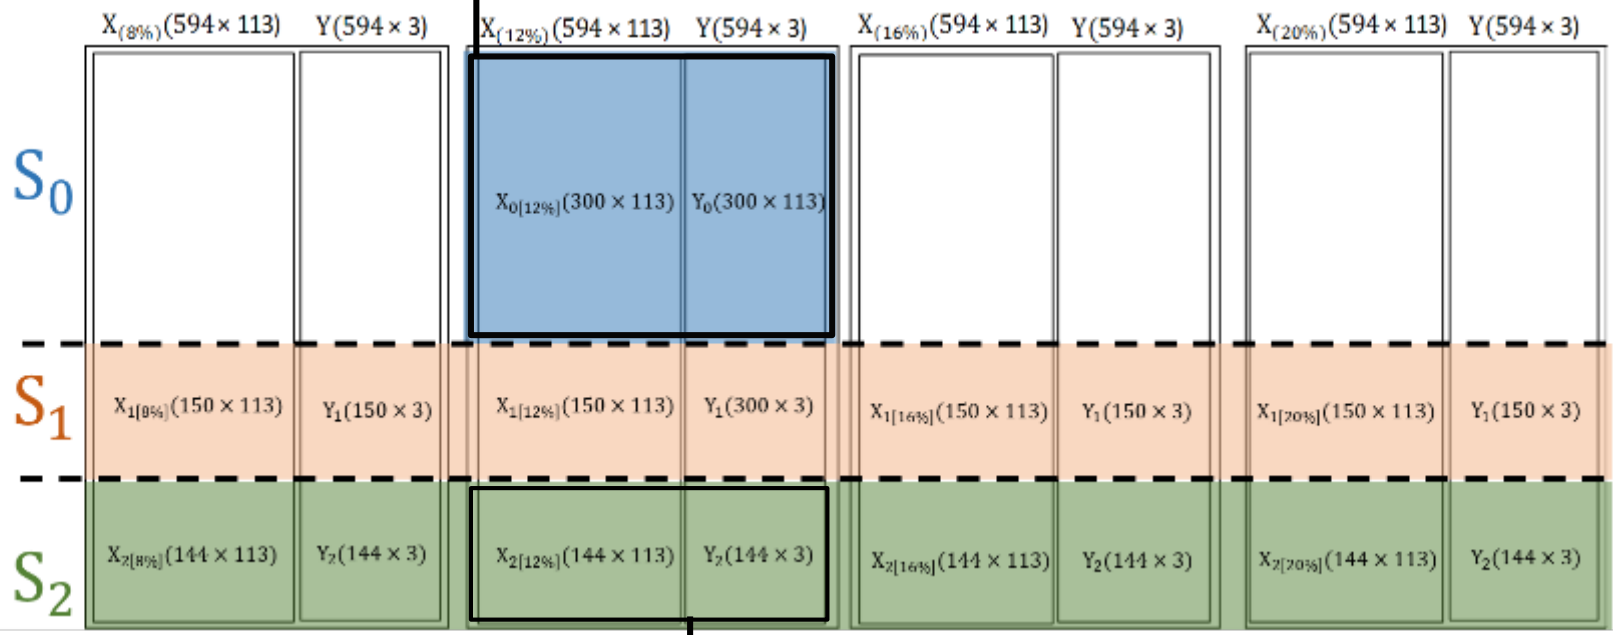 X(8%)(594 × 113) Y(594 × 3) X(12%)(594 × 113) Y(594 × 3) X(16%)(594 × 113) Y(594 × 3) X(20%)(594 × 113) Y(594 × 3)
S0
X0[12%](300 × 113) Y0(300 × 113)
S1
X1[8%](150 × 113) Y1(150 × 3) X1[12%](150 × 113) Y1(300 × 3) X1[16%](150 × 113) Y1(150 × 3) X1[20%](150 × 113) Y1(150 × 3)
S2
X2[8%](144 × 113) Y2(144 × 3) X2[12%](144 × 113) Y2(144 × 3) X2[16%](144 × 113) Y2(144 × 3) X2[20%](144 × 113) Y2(144 × 3)